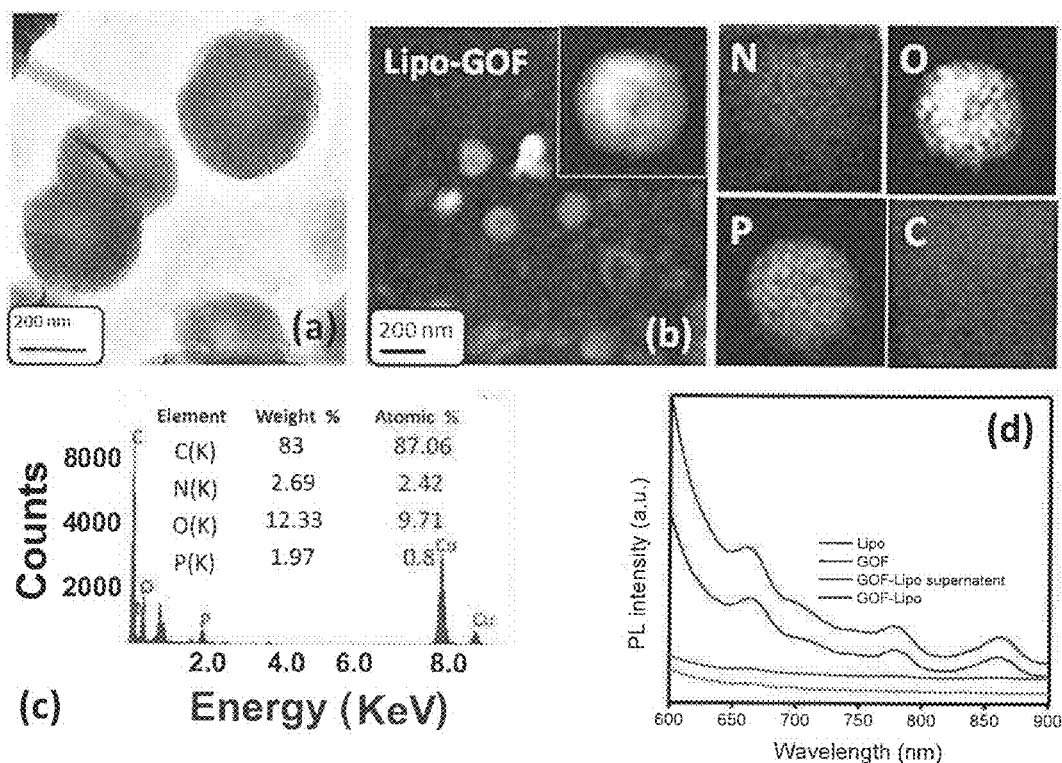 200 nm
(a)
Lipo-GOF
200 nm
(b)
N
O
P
C
Element Weight % Atomic %
C(K) 83 87.06
N(K) 2.69 2.42
O(K) 12.33 9.71
P(K) 1.97 0.8
Counts
8000
4000
2000
C
O
P
Cu
Cu
2.0 4.0 6.0 8.0
Energy (KeV)
(c)
(d)
PL intensity (a.u.)
Lipo
GOF
GOF-Lipo supernatent
GOF-Lipo
600 650 700 750 800 850 900
Wavelength (nm)